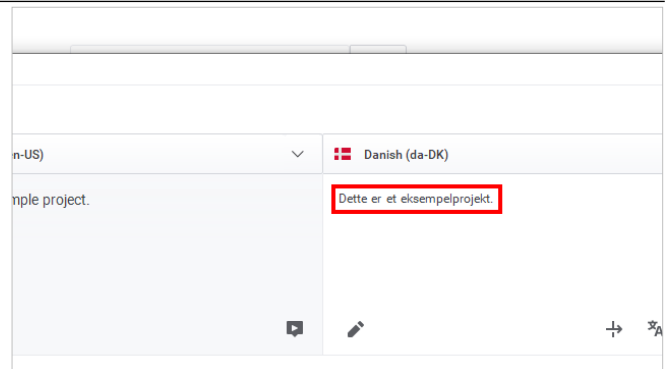 n-US)
Danish (da-DK)
mple project.
Dette er et eksempelprojekt.